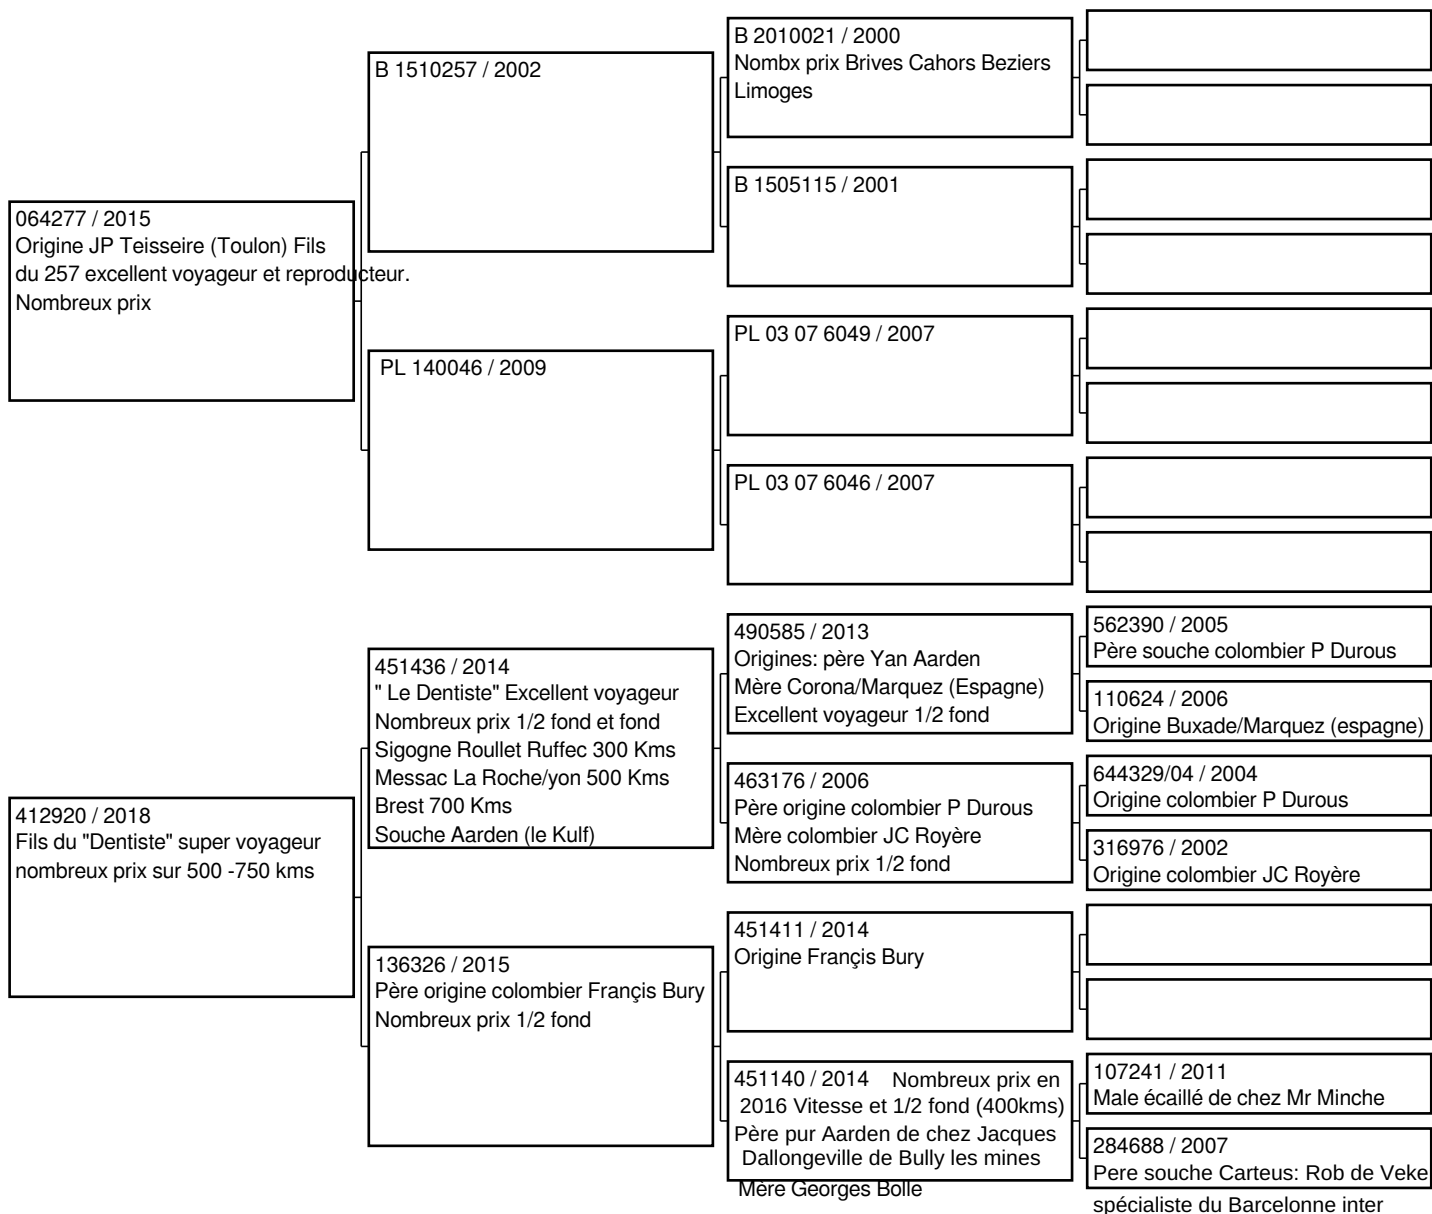 064277 / 2015
Origine JP Teisseire (Toulon) Fils
du 257 excellent voyageur et reproducteur.
Nombreux prix
412920 / 2018
Fils du "Dentiste" super voyageur
nombreux prix sur 500 -750 kms
B 1510257 / 2002
PL 140046 / 2009
451436 / 2014
" Le Dentiste" Excellent voyageur
Nombreux prix 1/2 fond et fond
Sigogne Roullet Ruffec 300 Kms
Messac La Roche/yon 500 Kms
Brest 700 Kms
Souche Aarden (le Kulf)
136326 / 2015
Père origine colombier Françis Bury
Nombreux prix 1/2 fond
B 2010021 / 2000
Nombx prix Brives Cahors Beziers
Limoges
B 1505115 / 2001
PL 03 07 6049 / 2007
PL 03 07 6046 / 2007
490585 / 2013
Origines: père Yan Aarden
Mère Corona/Marquez (Espagne)
Excellent voyageur 1/2 fond
463176 / 2006
Père origine colombier P Durous
Mère colombier JC Royère
Nombreux prix 1/2 fond
451411 / 2014
Origine Françis Bury
451140 / 2014 Nombreux prix en
2016 Vitesse et 1/2 fond (400kms)
Père pur Aarden de chez Jacques
Dallongeville de Bully les mines
Mère Georges Bolle
562390 / 2005
Père souche colombier P Durous
110624 / 2006
Origine Buxade/Marquez (espagne)
644329/04 / 2004
Origine colombier P Durous
316976 / 2002
Origine colombier JC Royère
107241 / 2011
Male écaillé de chez Mr Minche
284688 / 2007
Pere souche Carteus: Rob de Veke
spécialiste du Barcelonne inter